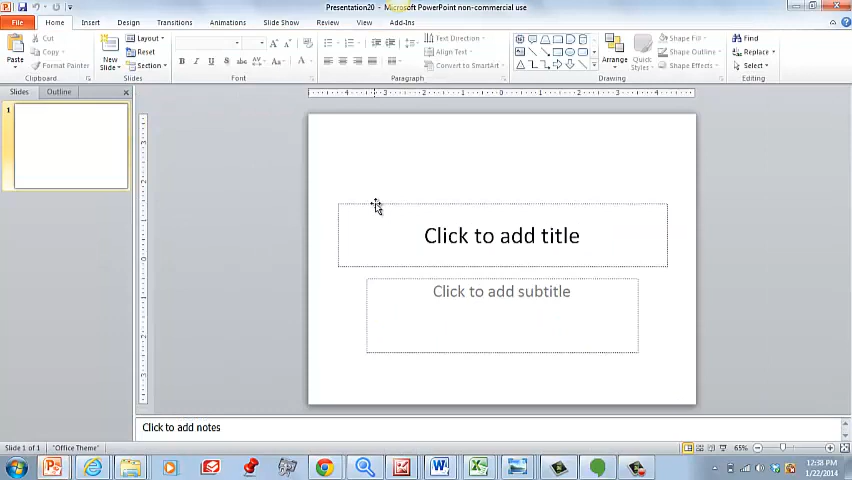 Presentation20 - Microsoft PowerPoint non-commercial use
File Home Insert Design Transitions Animations Slide Show Review View Add-Ins
Cut
Copy
Format Painter
Paste
Clipboard
New Slide
Layout
Reset
Section
Slides
B I U S abc AV Aa A
Font
Text Direction
Align Text
Convert to SmartArt
Paragraph
Arrange
Quick Styles
Shape Fill
Shape Outline
Shape Effects
Drawing
Find
Replace
Select
Editing
Slides Outline
1
Click to add title
Click to add subtitle
Click to add notes
Slide 1 of 1 "Office Theme" 65%
12:38 PM
1/22/2014